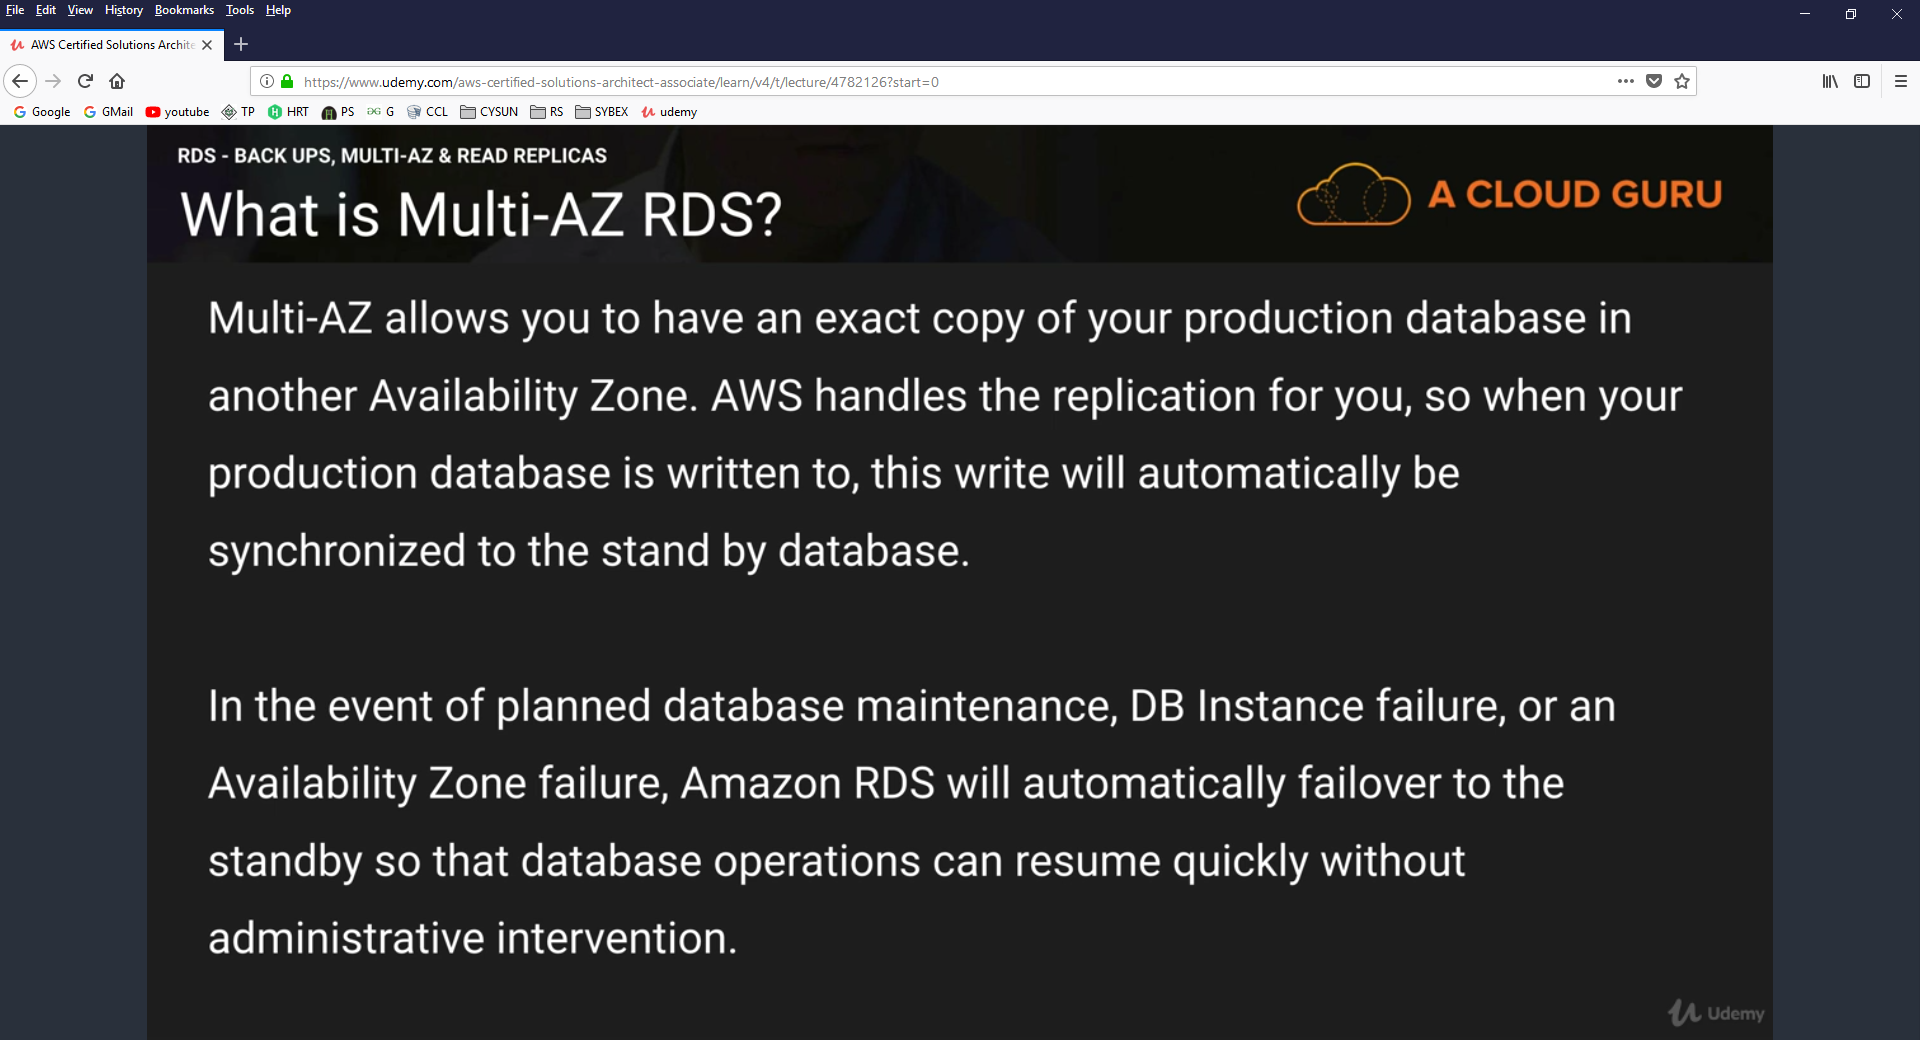 File Edit View History Bookmarks Tools Help
AWS Certified Solutions Archite
https://www.udemy.com/aws-certified-solutions-architect-associate/learn/v4/t/lecture/4782126?start=0
Google GMail youtube TP HRT PS G CCL CYSUN RS SYBEX udemy
RDS - BACK UPS, MULTI-AZ & READ REPLICAS
What is Multi-AZ RDS?
A CLOUD GURU
Multi-AZ allows you to have an exact copy of your production database in
another Availability Zone. AWS handles the replication for you, so when your
production database is written to, this write will automatically be
synchronized to the stand by database.
In the event of planned database maintenance, DB Instance failure, or an
Availability Zone failure, Amazon RDS will automatically failover to the
standby so that database operations can resume quickly without
administrative intervention.
Udemy